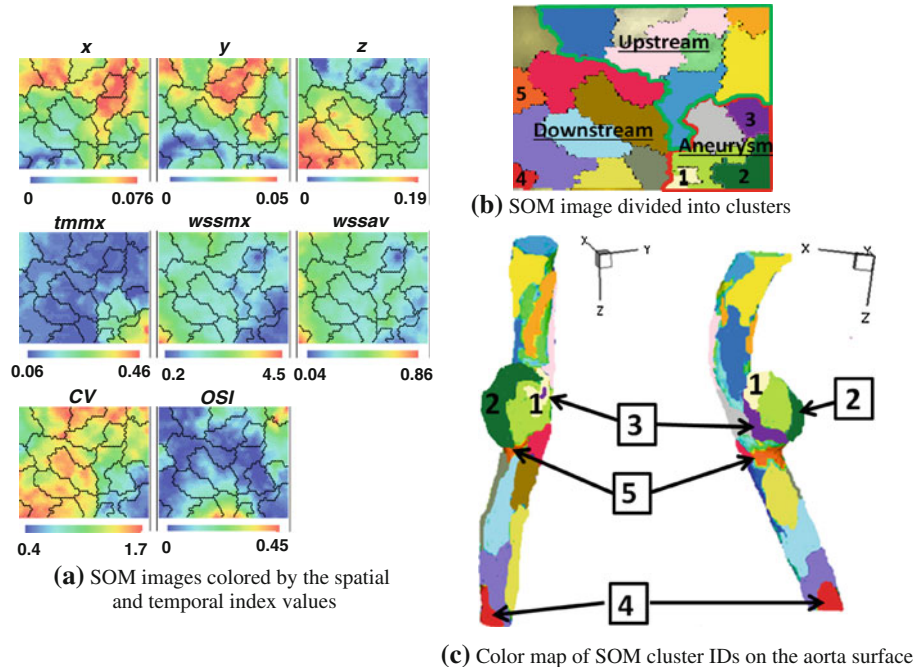 x y z
0 0.076 0 0.05 0 0.19
tmmx wssmx wssav
0.06 0.46 0.2 4.5 0.04 0.86
CV OSI
0.4 1.7 0 0.45
(a) SOM images colored by the spatial
and temporal index values
Upstream
5
Downstream
3
Aneurysm
4
1
2
(b) SOM image divided into clusters
X Y Z
X Y Z
2 1
1
3
2
5
4
(c) Color map of SOM cluster IDs on the aorta surface